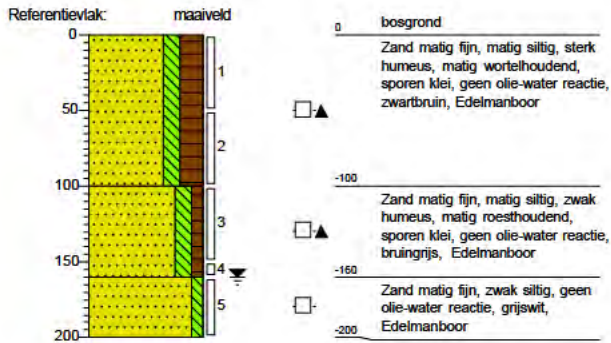 Referentievlak: maaiveld
0
50
100
150
200
1
2
3
4
5
0 bosgrond
Zand matig fijn, matig siltig, sterk
humeus, matig wortelhoudend,
sporen klei, geen olie-water reactie,
zwartbruin, Edelmanboor
-100
Zand matig fijn, matig siltig, zwak
humeus, matig roesthoudend,
sporen klei, geen olie-water reactie,
bruingrijs, Edelmanboor
-160
Zand matig fijn, zwak siltig, geen
olie-water reactie, grijswit,
Edelmanboor
-200